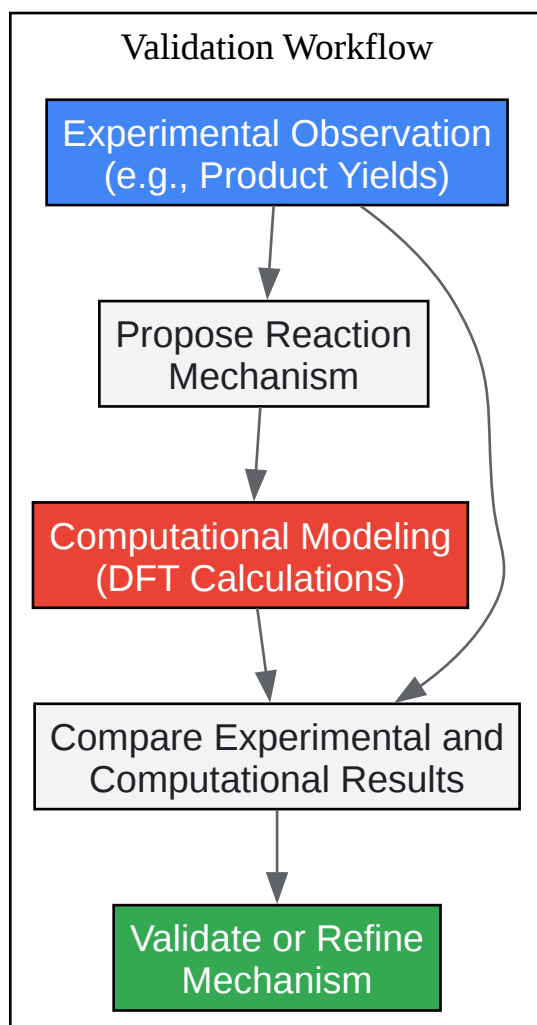 Validation Workflow
Experimental Observation
(e.g., Product Yields)
Propose Reaction
Mechanism
Computational Modeling
(DFT Calculations)
Compare Experimental and
Computational Results
Validate or Refine
Mechanism